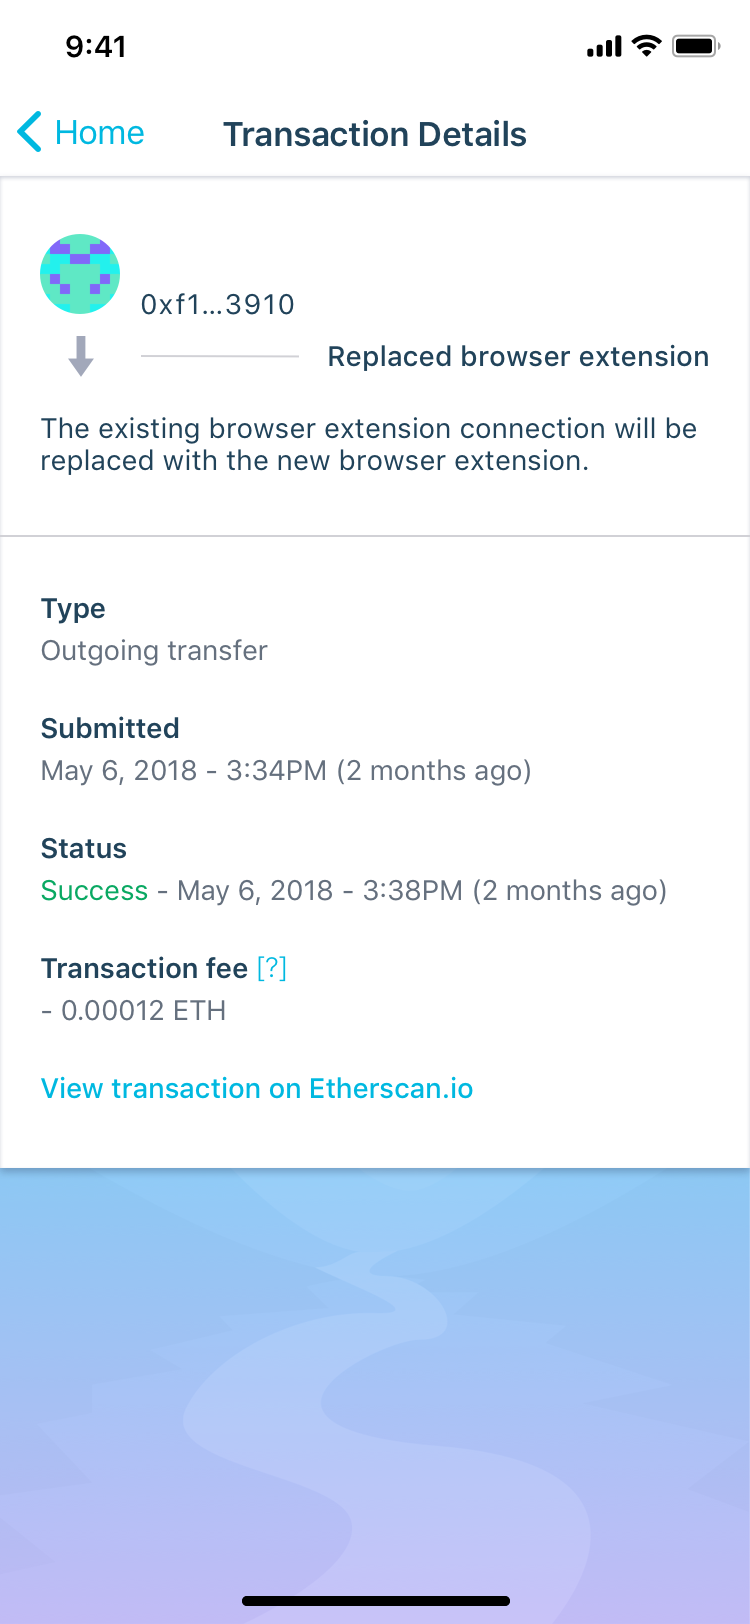 9:41
Home
Transaction Details
0xf1...3910
Replaced browser extension
The existing browser extension connection will be
replaced with the new browser extension.
Type
Outgoing transfer
Submitted
May 6, 2018 - 3:34PM (2 months ago)
Status
Success - May 6, 2018 - 3:38PM (2 months ago)
Transaction fee [?]
- 0.00012 ETH
View transaction on Etherscan.io